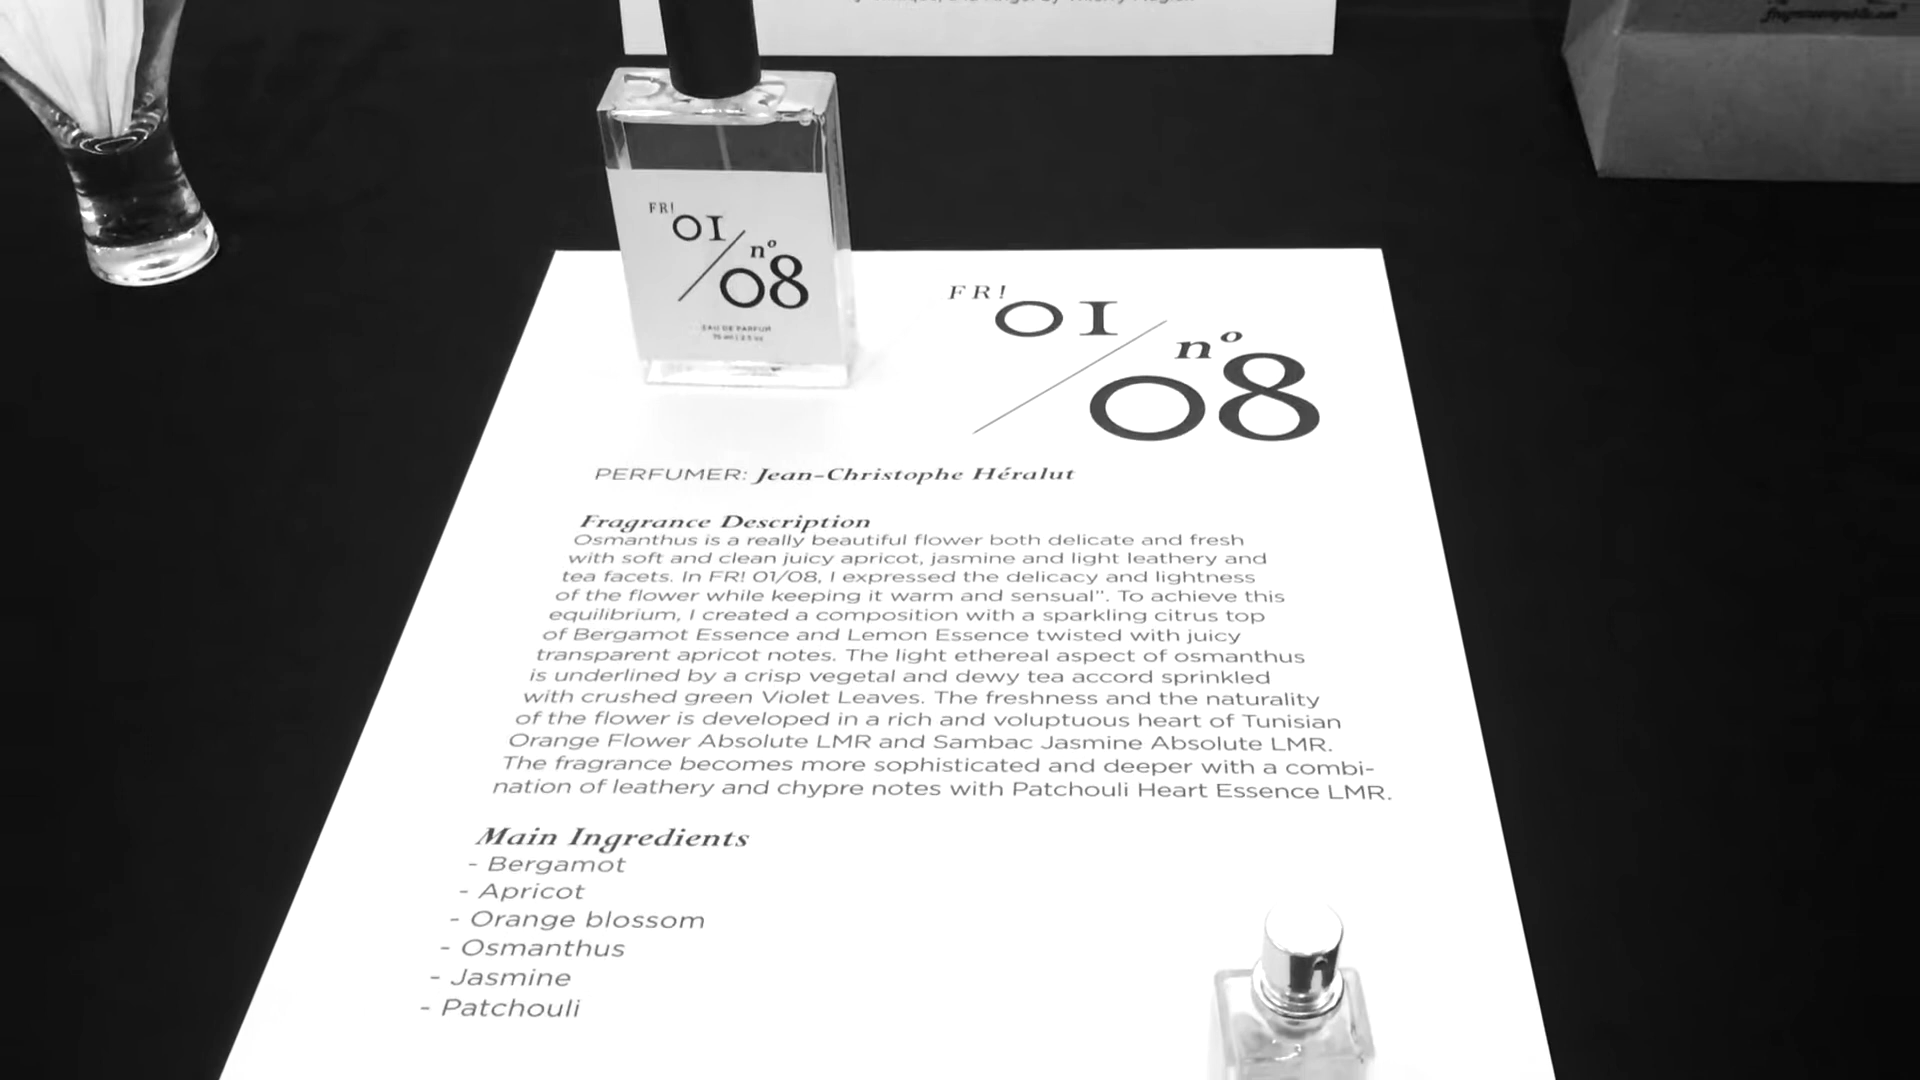 by Thierry Mugler
FR!
01
nº
08
EAU DE PARFUM
FR!
01
nº
08
PERFUMER: Jean-Christophe Héralut
Fragrance Description
Osmanthus is a really beautiful flower both delicate and fresh
with soft and clean juicy apricot, jasmine and light leathery and
tea facets. In FR! 01/08, I expressed the delicacy and lightness
of the flower while keeping it warm and sensual". To achieve this
equilibrium, I created a composition with a sparkling citrus top
of Bergamot Essence and Lemon Essence twisted with juicy
transparent apricot notes. The light ethereal aspect of osmanthus
is underlined by a crisp vegetal and dewy tea accord sprinkled
with crushed green Violet Leaves. The freshness and the naturality
of the flower is developed in a rich and voluptuous heart of Tunisian
Orange Flower Absolute LMR and Sambac Jasmine Absolute LMR.
The fragrance becomes more sophisticated and deeper with a combi-
nation of leathery and chypre notes with Patchouli Heart Essence LMR.
Main Ingredients
- Bergamot
- Apricot
- Orange blossom
- Osmanthus
- Jasmine
- Patchouli